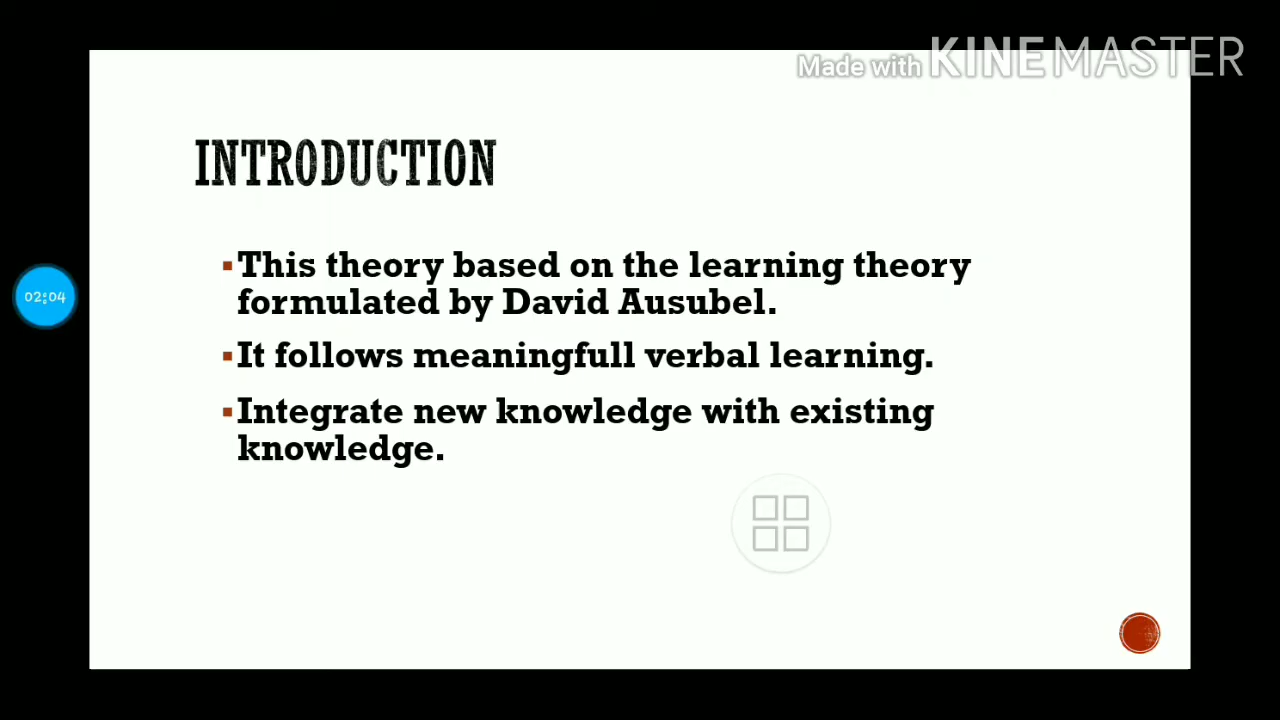 Made with KINEMASTER
INTRODUCTION
▪This theory based on the learning theory
formulated by David Ausubel.
▪It follows meaningfull verbal learning.
▪Integrate new knowledge with existing
knowledge.
02:04